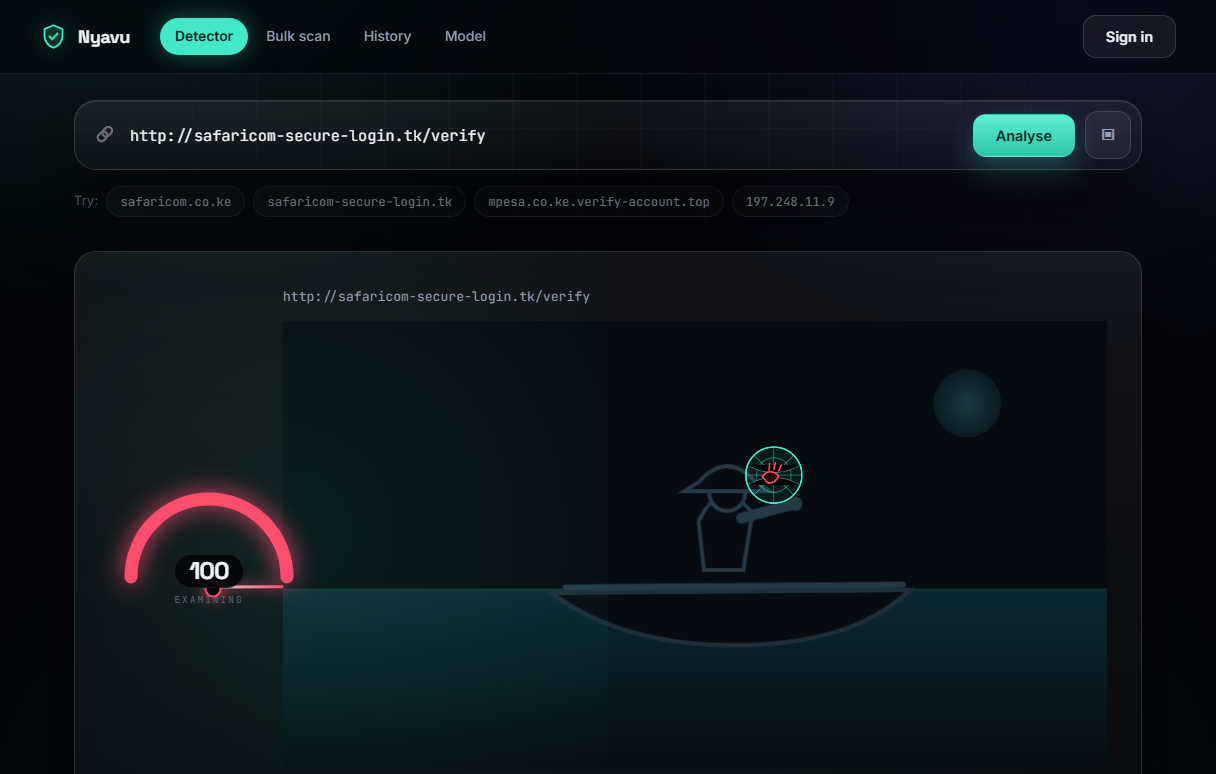 Nyavu Detector Bulk scan History Model Sign in
http://safaricom-secure-login.tk/verify Analyse
Try: safaricom.co.ke safaricom-secure-login.tk mpesa.co.ke.verify-account.top 197.248.11.9
http://safaricom-secure-login.tk/verify
100
EXAMINING